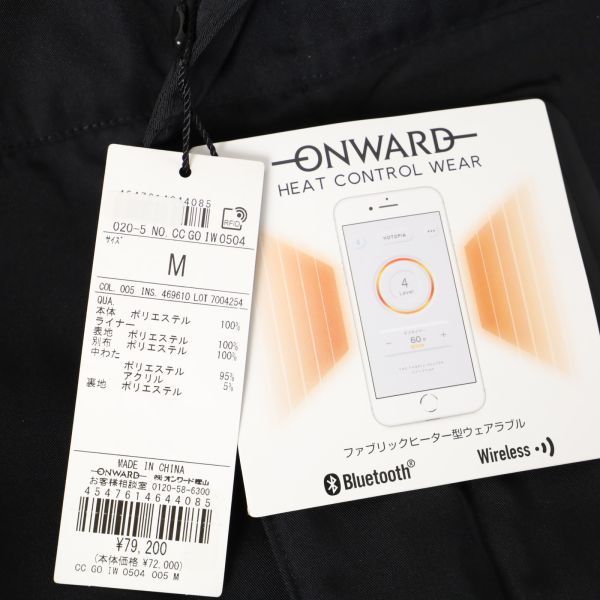 4547614644085
RFID
020-5 NO. CC GO IW 0504
サイズ
M
COL. 005 INS. 469610 LOT 7004254
QUA.
本体 ポリエステル 100%
ライナー
表地 ポリエステル 100%
別布 ポリエステル 100%
中わた
ポリエステル 95%
アクリル 5%
裏地 ポリエステル
MADE IN CHINA
ONWARD 株式会社オンワード樫山
お客様相談室 0120-58-6300
4547614644085
¥79,200
(本体価格 ¥72,000)
CC GO IW 0504 005 M
ONWARD
HEAT CONTROL WEAR
HOTOPIA
4
Level
60
ファブリックヒーター型ウェアラブル
Bluetooth®
Wireless